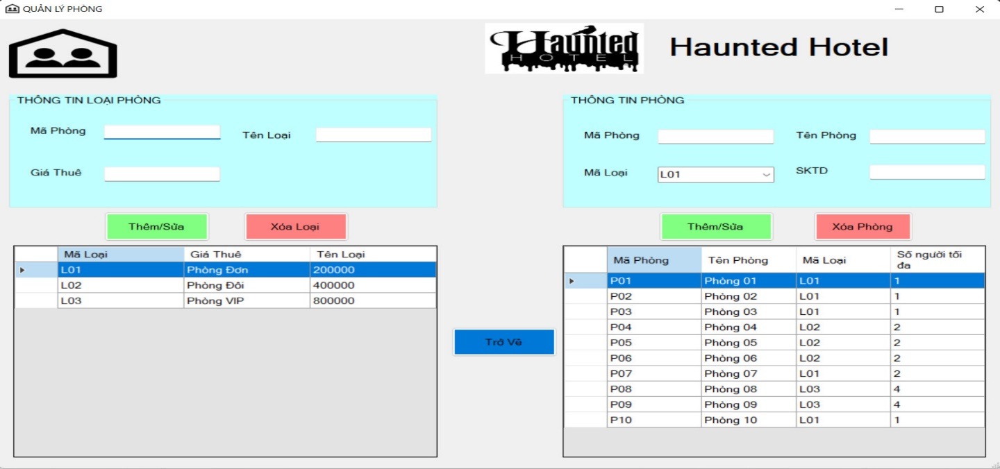 QUẢN LÝ PHÒNG
Haunted
HOTEL
Haunted Hotel
THÔNG TIN LOẠI PHÒNG
Mã Phòng
Tên Loại
Giá Thuê
Thêm/Sửa
Xóa Loại
Mã Loại Giá Thuê Tên Loại
L01 Phòng Đơn 200000
L02 Phòng Đôi 400000
L03 Phòng VIP 800000
Trở Về
THÔNG TIN PHÒNG
Mã Phòng
Tên Phòng
Mã Loại
L01
SKTD
Thêm/Sửa
Xóa Phòng
Mã Phòng Tên Phòng Mã Loại Số người tối
đa
P01 Phòng 01 L01 1
P02 Phòng 02 L01 1
P03 Phòng 03 L01 1
P04 Phòng 04 L02 2
P05 Phòng 05 L02 2
P06 Phòng 06 L02 2
P07 Phòng 07 L01 2
P08 Phòng 08 L03 4
P09 Phòng 09 L03 4
P10 Phòng 10 L01 1